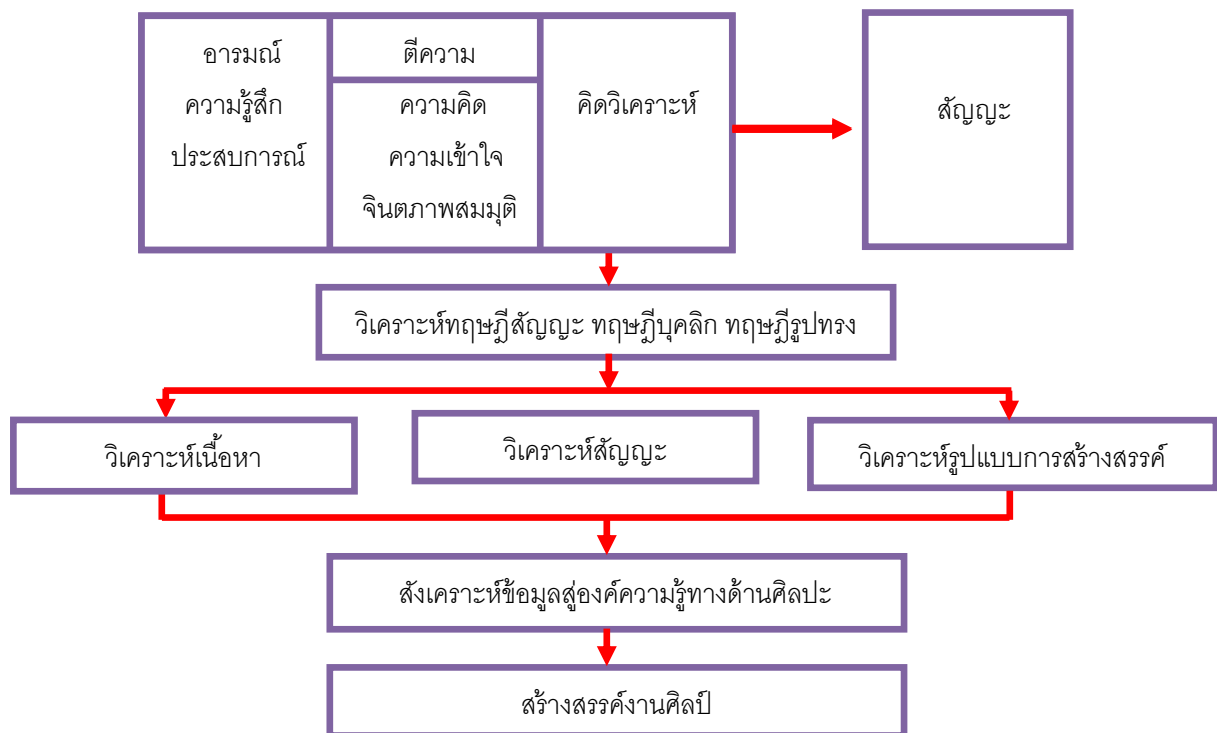 อารมณ์
ความรู้สึก
ประสบการณ์
ตีความ
ความคิด
ความเข้าใจ
จินตภาพสมมุติ
คิดวิเคราะห์
สัญญะ
วิเคราะห์ทฤษฎีสัญญะ ทฤษฎีบุคลิก ทฤษฎีรูปทรง
วิเคราะห์เนื้อหา
วิเคราะห์สัญญะ
วิเคราะห์รูปแบบการสร้างสรรค์
สังเคราะห์ข้อมูลสู่องค์ความรู้ทางด้านศิลปะ
สร้างสรรค์งานศิลป์